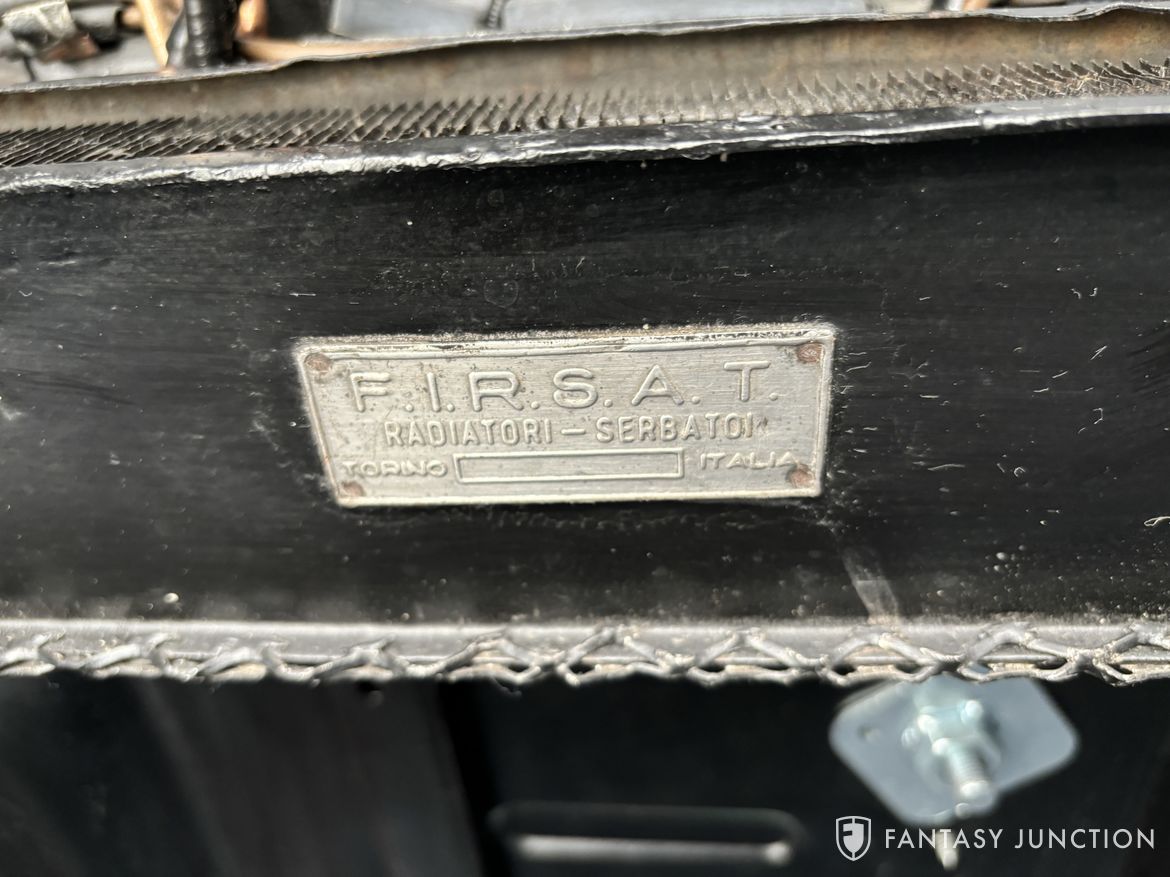 F.I.R.S.A.T.
RADIATORI - SERBATOI
TORINO ITALIA
FANTASY JUNCTION